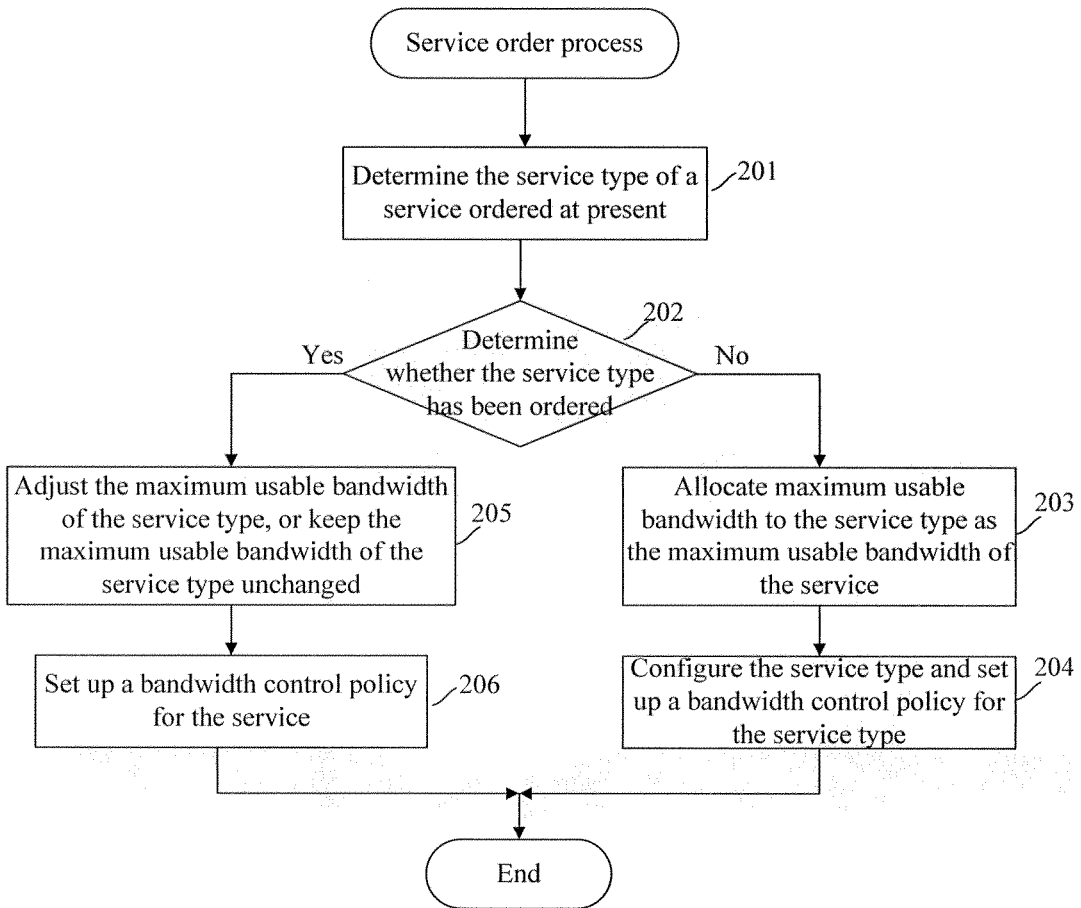 Service order process
Determine the service type of a
service ordered at present
201
202
Determine
whether the service type
has been ordered
Yes
No
Adjust the maximum usable bandwidth
of the service type, or keep the
maximum usable bandwidth of the
service type unchanged
205
Allocate maximum usable
bandwidth to the service type as
the maximum usable bandwidth of
the service
203
Set up a bandwidth control policy
for the service
206
Configure the service type and set
up a bandwidth control policy for
the service type
204
End